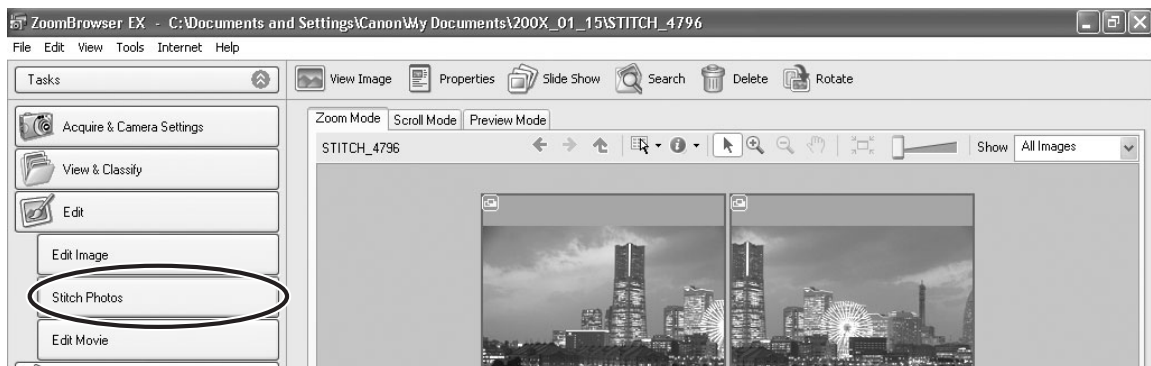 ZoomBrowser EX - C:\Documents and Settings\Canon\My Documents\200X_01_15\STITCH_4796
File Edit View Tools Internet Help
Tasks
View Image Properties Slide Show Search Delete Rotate
Acquire & Camera Settings
View & Classify
Edit
Edit Image
Stitch Photos
Edit Movie
Zoom Mode Scroll Mode Preview Mode
STITCH_4796 Show All Images